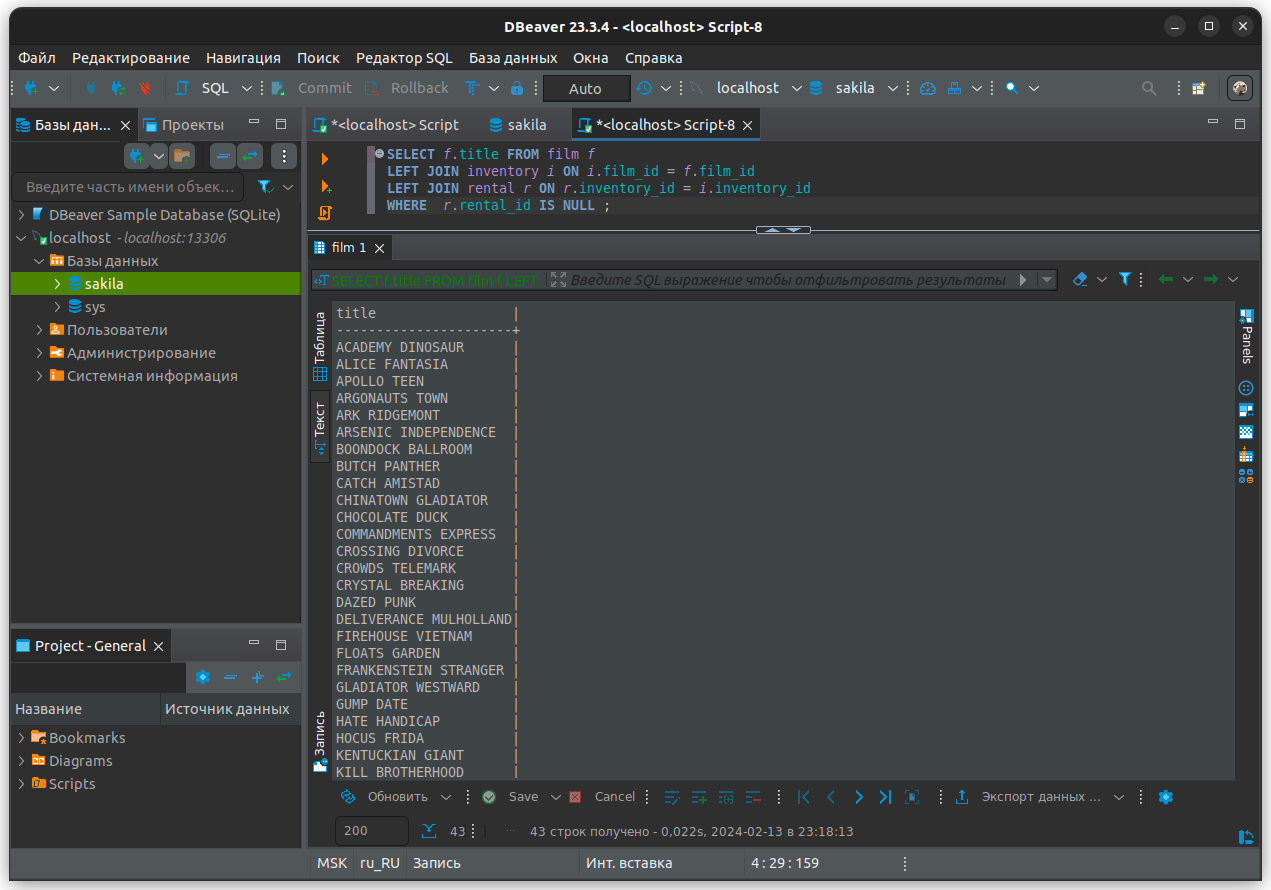 DBeaver 23.3.4 - <localhost> Script-8
Файл Редактирование Навигация Поиск Редактор SQL База данных Окна Справка
SQL Commit Rollback Auto localhost sakila
Базы дан... Проекты
*<localhost> Script sakila *<localhost> Script-8
Введите часть имени объек...
DBeaver Sample Database (SQLite)
localhost - localhost:13306
Базы данных
sakila
sys
Пользователи
Администрирование
Системная информация
SELECT f.title FROM film f
LEFT JOIN inventory i ON i.film_id = f.film_id
LEFT JOIN rental r ON r.inventory_id = i.inventory_id
WHERE r.rental_id IS NULL ;
film 1
SELECT f.title FROM film f LEFT
Введите SQL выражение чтобы отфильтровать результаты
Таблица
Текст
Запись
title |
----------------------+
ACADEMY DINOSAUR |
ALICE FANTASIA |
APOLLO TEEN |
ARGONAUTS TOWN |
ARK RIDGEMONT |
ARSENIC INDEPENDENCE |
BOONDOCK BALLROOM |
BUTCH PANTHER |
CATCH AMISTAD |
CHINATOWN GLADIATOR |
CHOCOLATE DUCK |
COMMANDMENTS EXPRESS |
CROSSING DIVORCE |
CROWDS TELEMARK |
CRYSTAL BREAKING |
DAZED PUNK |
DELIVERANCE MULHOLLAND|
FIREHOUSE VIETNAM |
FLOATS GARDEN |
FRANKENSTEIN STRANGER |
GLADIATOR WESTWARD |
GUMP DATE |
HATE HANDICAP |
HOCUS FRIDA |
KENTUCKIAN GIANT |
KILL BROTHERHOOD |
Panels
Project - General
Название Источник данных
Bookmarks
Diagrams
Scripts
Обновить Save Cancel Экспорт данных ...
200 43 43 строк получено - 0,022s, 2024-02-13 в 23:18:13
MSK ru_RU Запись Инт. вставка 4:29:159